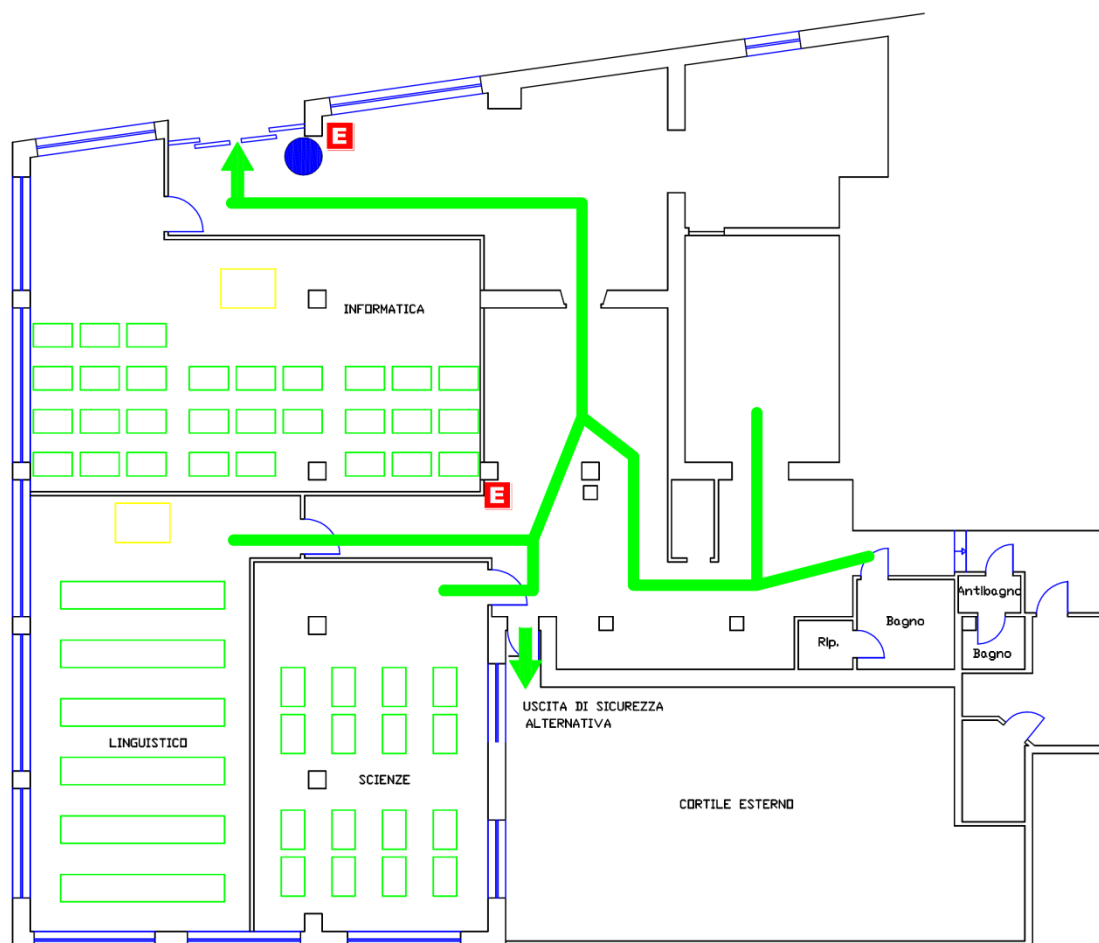 E
INFORMATICA
E
Antibagno
Bagno
Rip.
Bagno
USCITA DI SICUREZZA
ALTERNATIVA
LINGUISTICO
SCIENZE
CORTILE ESTERNO